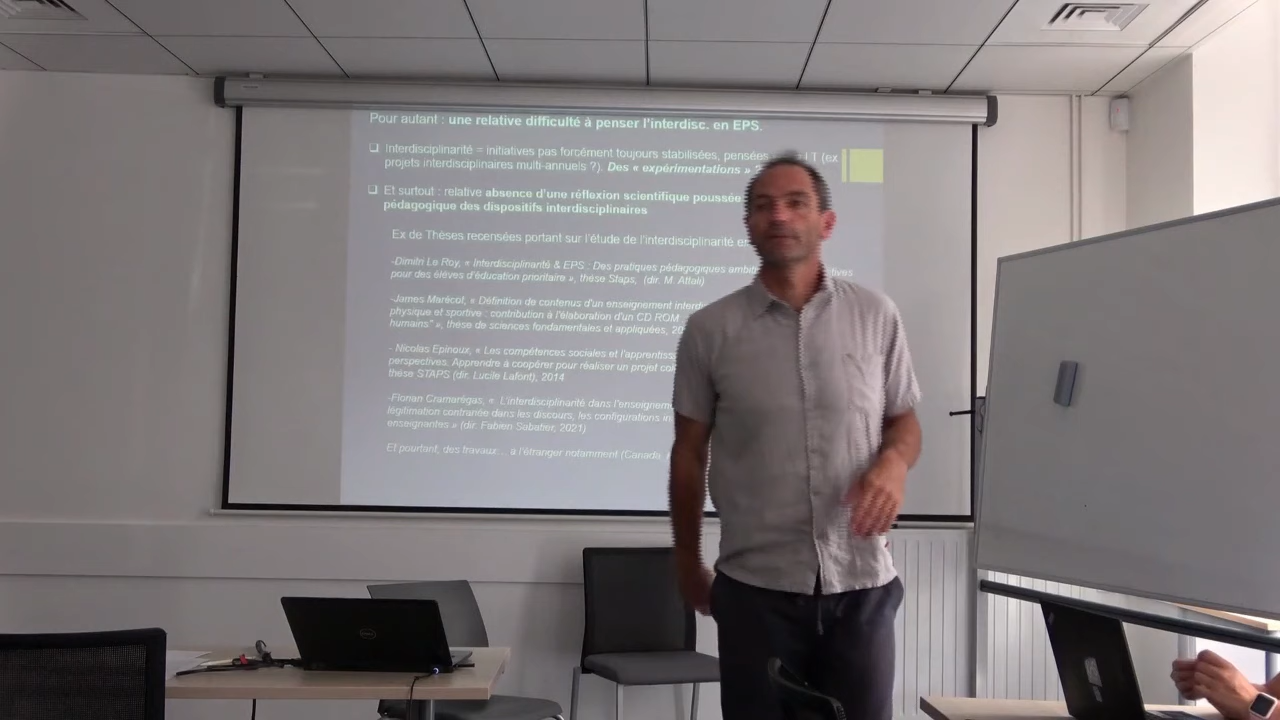 Pour autant : une relative difficulté à penser l'interdisc. en EPS.
❑ Interdisciplinarité = initiatives pas forcément toujours stabilisées, pensées LT (ex
projets interdisciplinaires multi-annuels ?). Des « expérimentations » ?
❑ Et surtout : relative absence d'une réflexion scientifique poussée
pédagogique des dispositifs interdisciplinaires
Ex de Thèses recensées portant sur l'étude de l'interdisciplinarité
-Dimitri Le Roy, « Interdisciplinarité & EPS : Des pratiques pédagogiques
pour des élèves d'éducation prioritaire », thèse Staps, (dir. M. Attali)
-James Marécot, « Définition de contenus d'un enseignement
physique et sportive : contribution à l'élaboration d'un CD ROM
humains" », thèse de sciences fondamentales et appliquées,
- Nicolas Epinoux, « Les compétences sociales et
perspectives. Apprendre à coopérer pour réaliser un projet
thèse STAPS (dir. Lucile Lafont), 2014
-Florian Cramarégas, « L'interdisciplinarité dans
légitimation contrariée dans les discours, les configurations
enseignantes » (dir. Fabien Sabatier, 2021)
Et pourtant, des travaux… à l'étranger notamment (Canada,
DELL